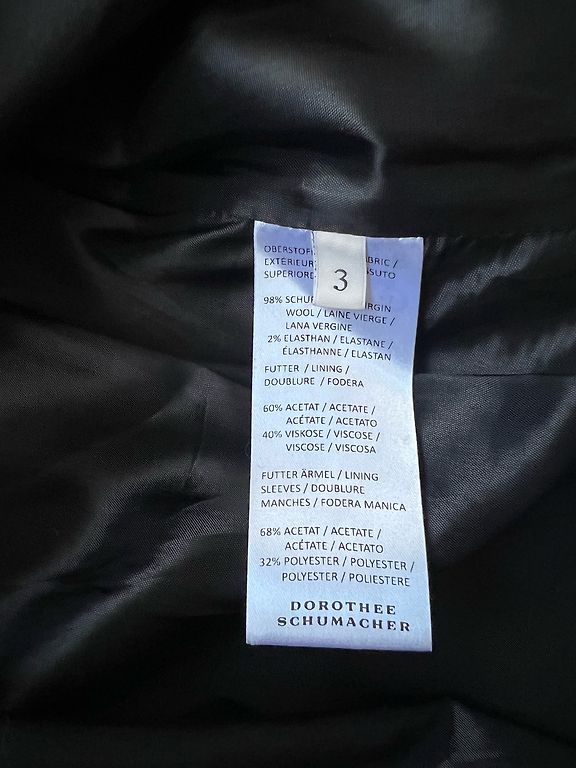 OBERSTOFF
EXTÉRIEUR
SUPERIORE
3
98%
WOOL / LAINE VIERGE /
LANA VERGINE
2% ELASTHAN / ELASTANE /
ÉLASTHANNE / ELASTAN
FUTTER / LINING /
DOUBLURE / FODERA
60% ACETAT / ACETATE /
ACÉTATE / ACETATO
40% VISKOSE / VISCOSE /
VISCOSE / VISCOSA
FUTTER ÄRMEL / LINING
SLEEVES / DOUBLURE
MANCHES / FODERA MANICA
68% ACETAT / ACETATE /
ACÉTATE / ACETATO
32% POLYESTER / POLYESTER /
POLYESTER / POLIESTERE
DOROTHEE
SCHUMACHER